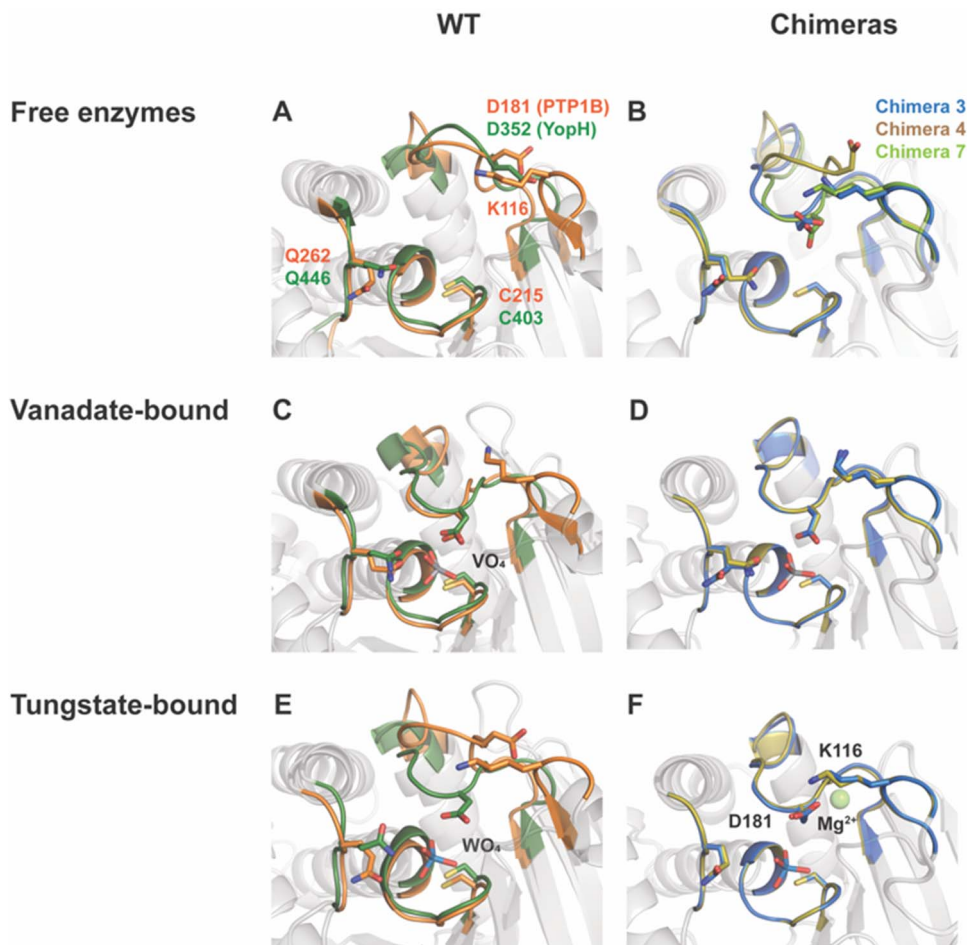 WT
Chimeras
Free enzymes
A
D181 (PTP1B)
D352 (YopH)
K116
Q262
Q446
C215
C403
B
Chimera 3
Chimera 4
Chimera 7
Vanadate-bound
C
VO₄
D
Tungstate-bound
E
WO₄
F
K116
D181
Mg²⁺